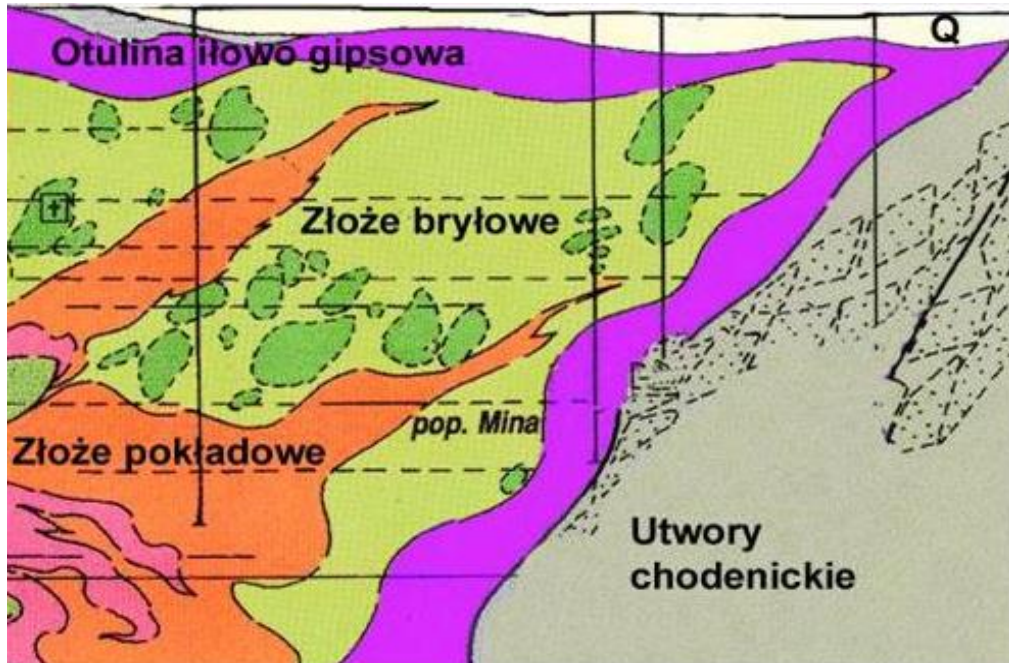 Q
Otulina iłowo gipsowa
Złoże bryłowe
pop. Mina
Złoże pokładowe
Utwory
chodenickie